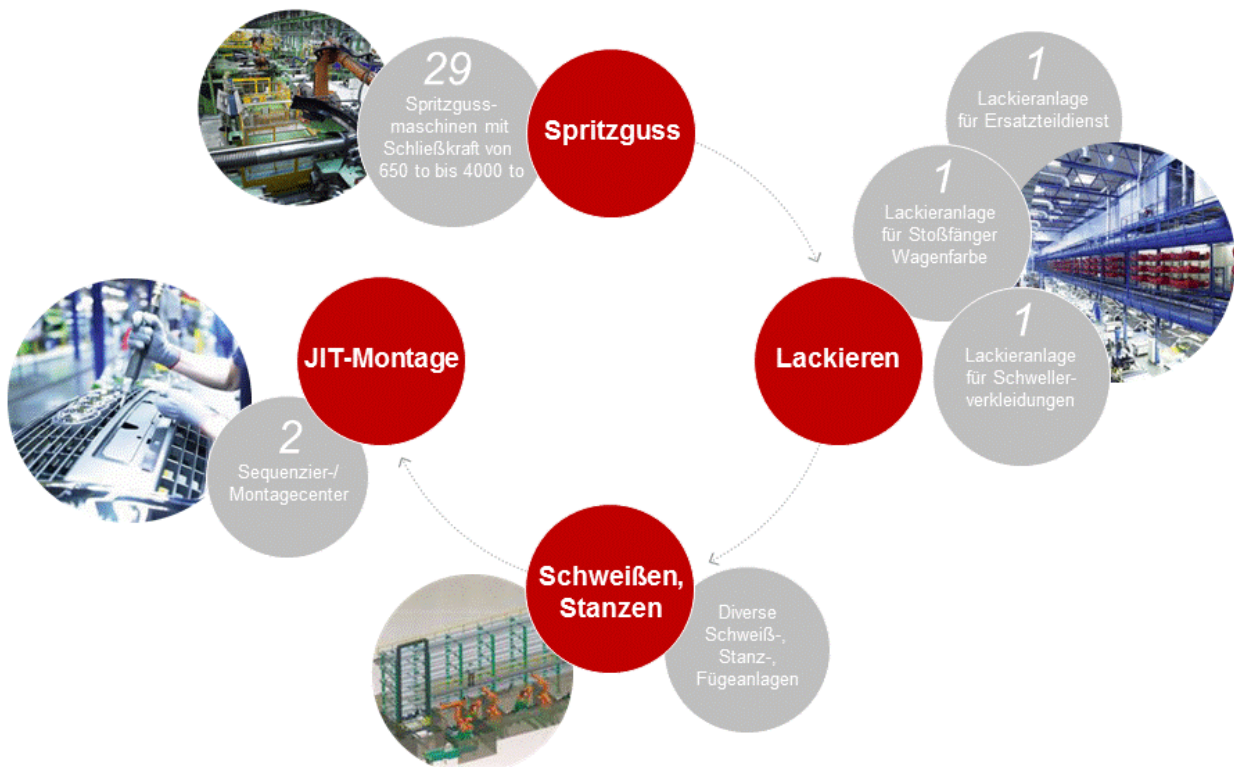 29
Spritzguss-
maschinen mit
Schließkraft von
650 to bis 4000 to
Spritzguss
1
Lackieranlage
für Ersatzteildienst
1
Lackieranlage
für Stoßfänger
Wagenfarbe
1
Lackieranlage
für Schweller-
verkleidungen
Lackieren
Schweißen,
Stanzen
Diverse
Schweiß-,
Stanz-,
Fügeanlagen
JIT-Montage
2
Sequenzier-/
Montagecenter